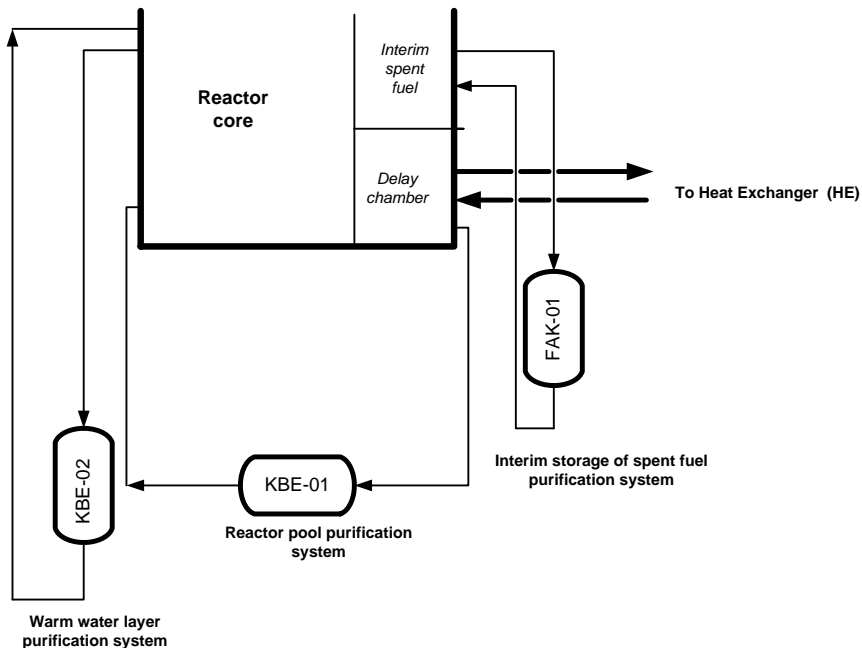 Reactor
core
Interim
spent
fuel
Delay
chamber
To Heat Exchanger (HE)
FAK-01
Interim storage of spent fuel
purification system
KBE-02
KBE-01
Reactor pool purification
system
Warm water layer
purification system